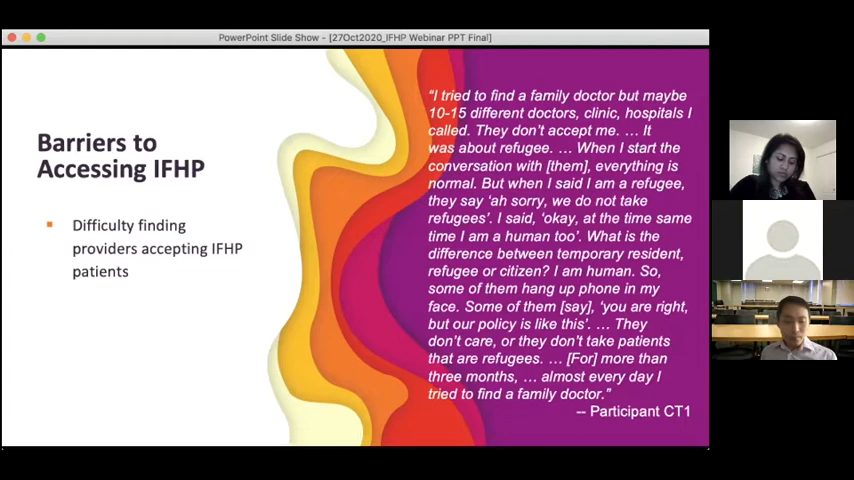 PowerPoint Slide Show - [27Oct2020_IFHP Webinar PPT Final]
Barriers to
Accessing IFHP
Difficulty finding
providers accepting IFHP
patients
“I tried to find a family doctor but maybe
10-15 different doctors, clinic, hospitals I
called. They don’t accept me. … It
was about refugee. … When I start the
conversation with [them], everything is
normal. But when I said I am a refugee,
they say ‘ah sorry, we do not take
refugees’. I said, ‘okay, at the same time
time I am a human too’. What is the
difference between temporary resident,
refugee or citizen? I am human. So,
some of them hang up phone in my
face. Some of them [say], ‘you are right,
but our policy is like this’. … They
don’t care, or they don’t take patients
that are refugees. … [For] more than
three months, … almost every day I
tried to find a family doctor.”
-- Participant CT1